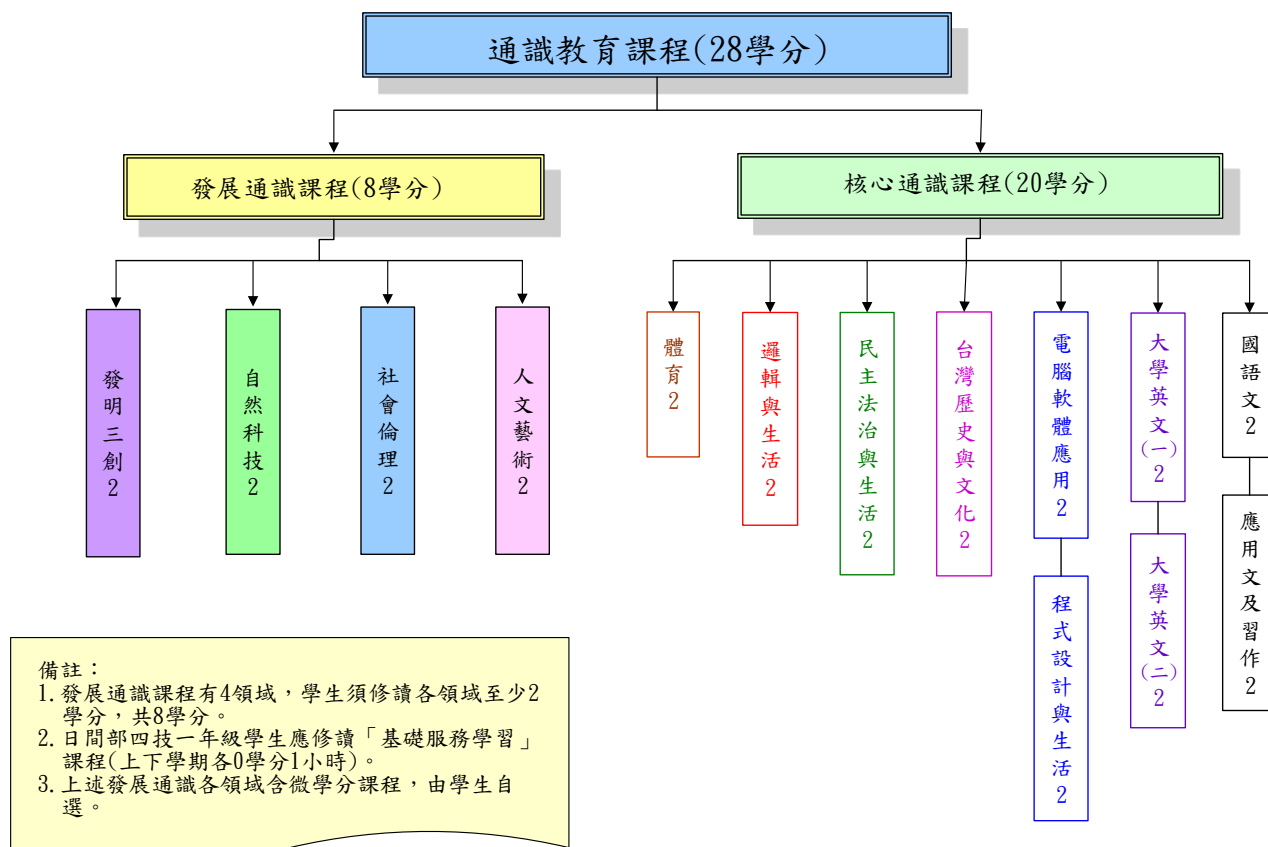 通識教育課程(28學分)
發展通識課程(8學分)
核心通識課程(20學分)
發明三創2
自然科技2
社會倫理2
人文藝術2
體育2
邏輯與生活2
民主法治與生活2
台灣歷史與文化2
電腦軟體應用2
大學英文(一)2
國語文2
程式設計與生活2
大學英文(二)2
應用文及習作2
備註：
1.發展通識課程有4領域，學生須修讀各領域至少2
學分，共8學分。
2.日間部四技一年級學生應修讀「基礎服務學習」
課程(上下學期各0學分1小時)。
3.上述發展通識各領域含微學分課程，由學生自
選。